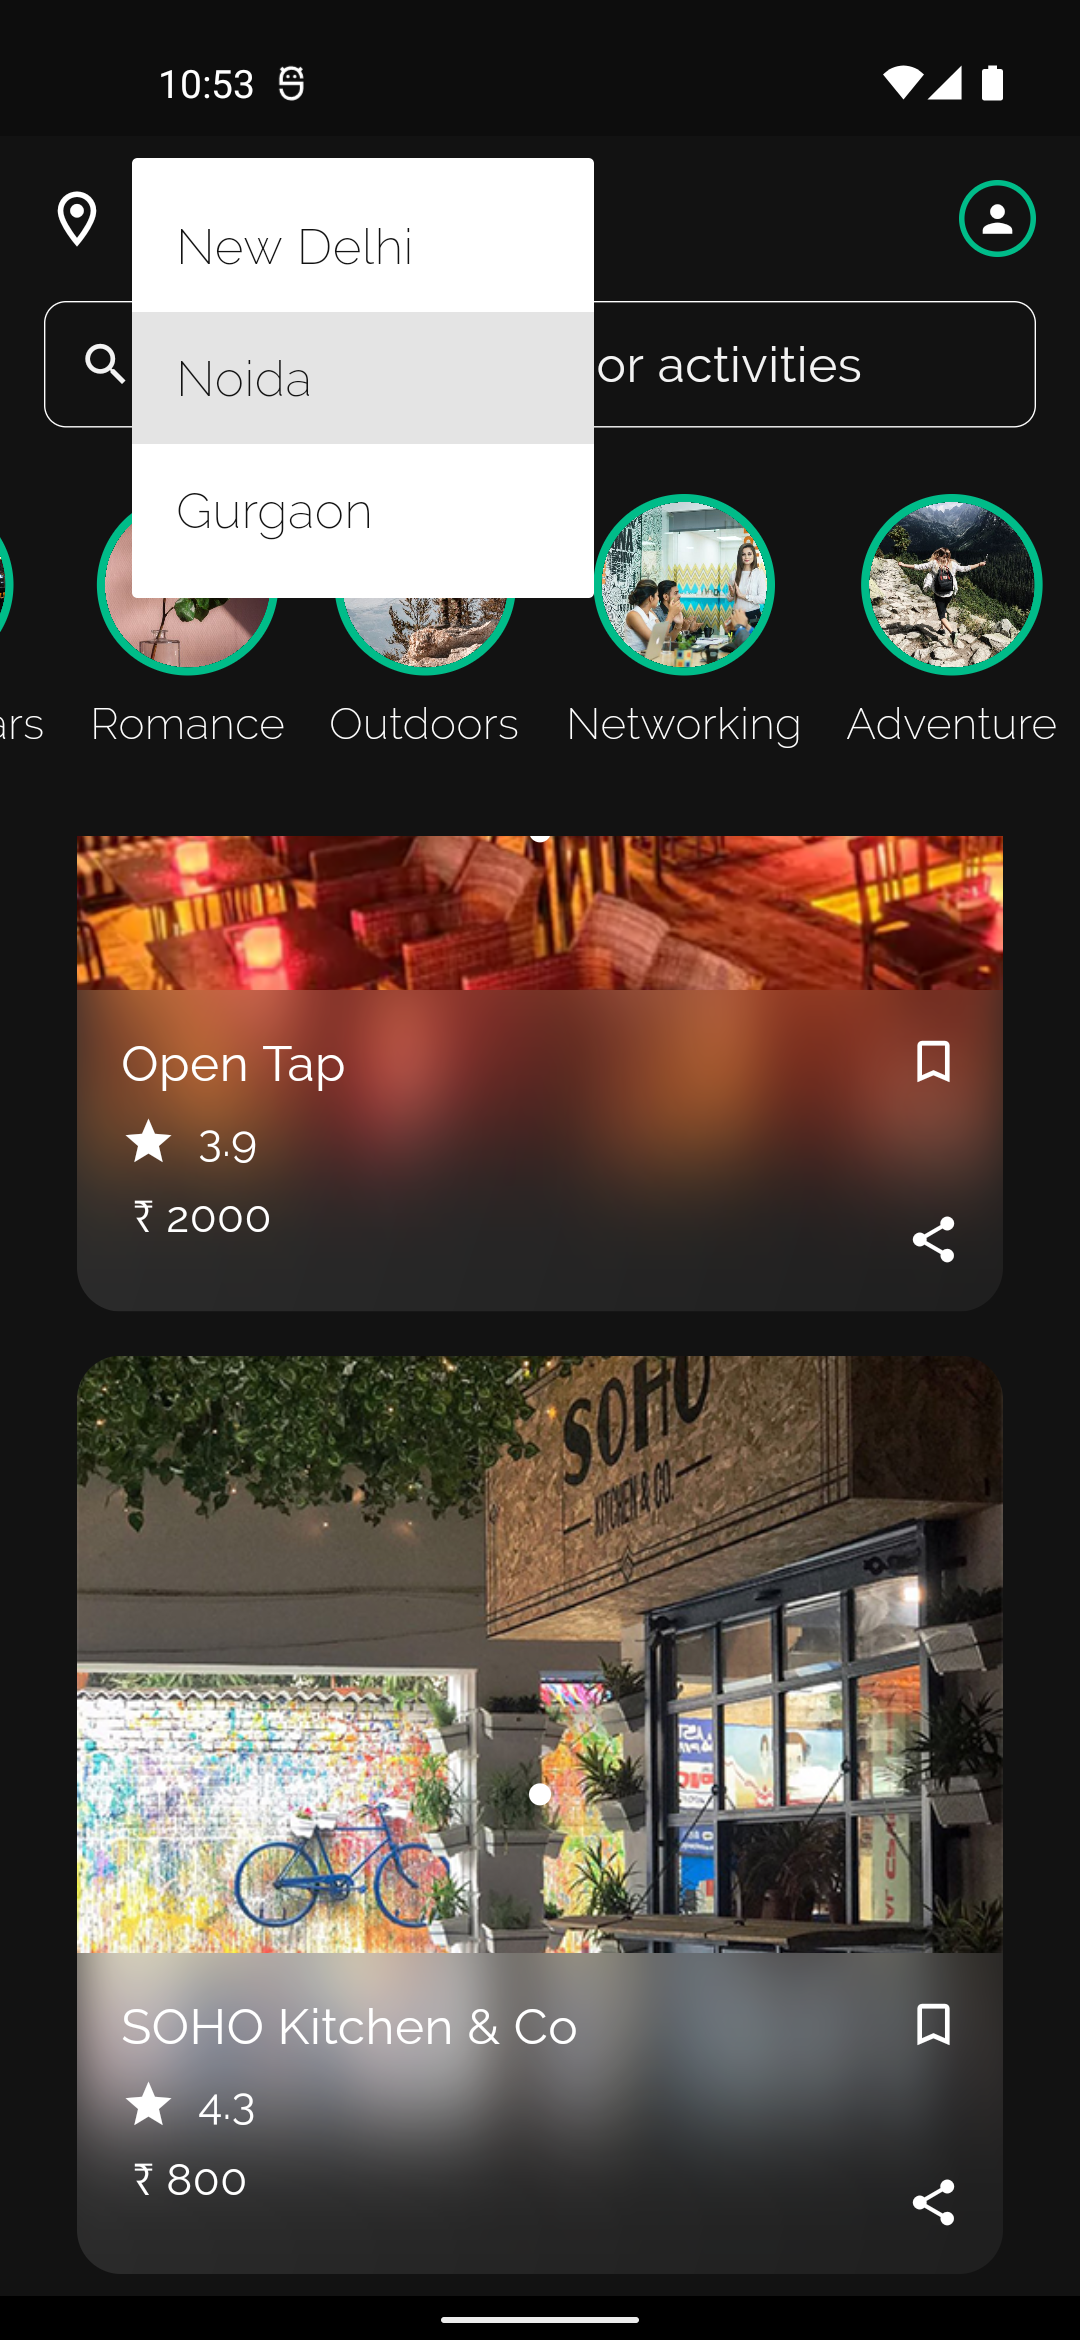 10:53
New Delhi
Noida
or activities
Gurgaon
ars
Romance
Outdoors
Networking
Adventure
Open Tap
3.9
₹ 2000
SOHO
KITCHEN & CO.
SOHO Kitchen & Co
4.3
₹ 800